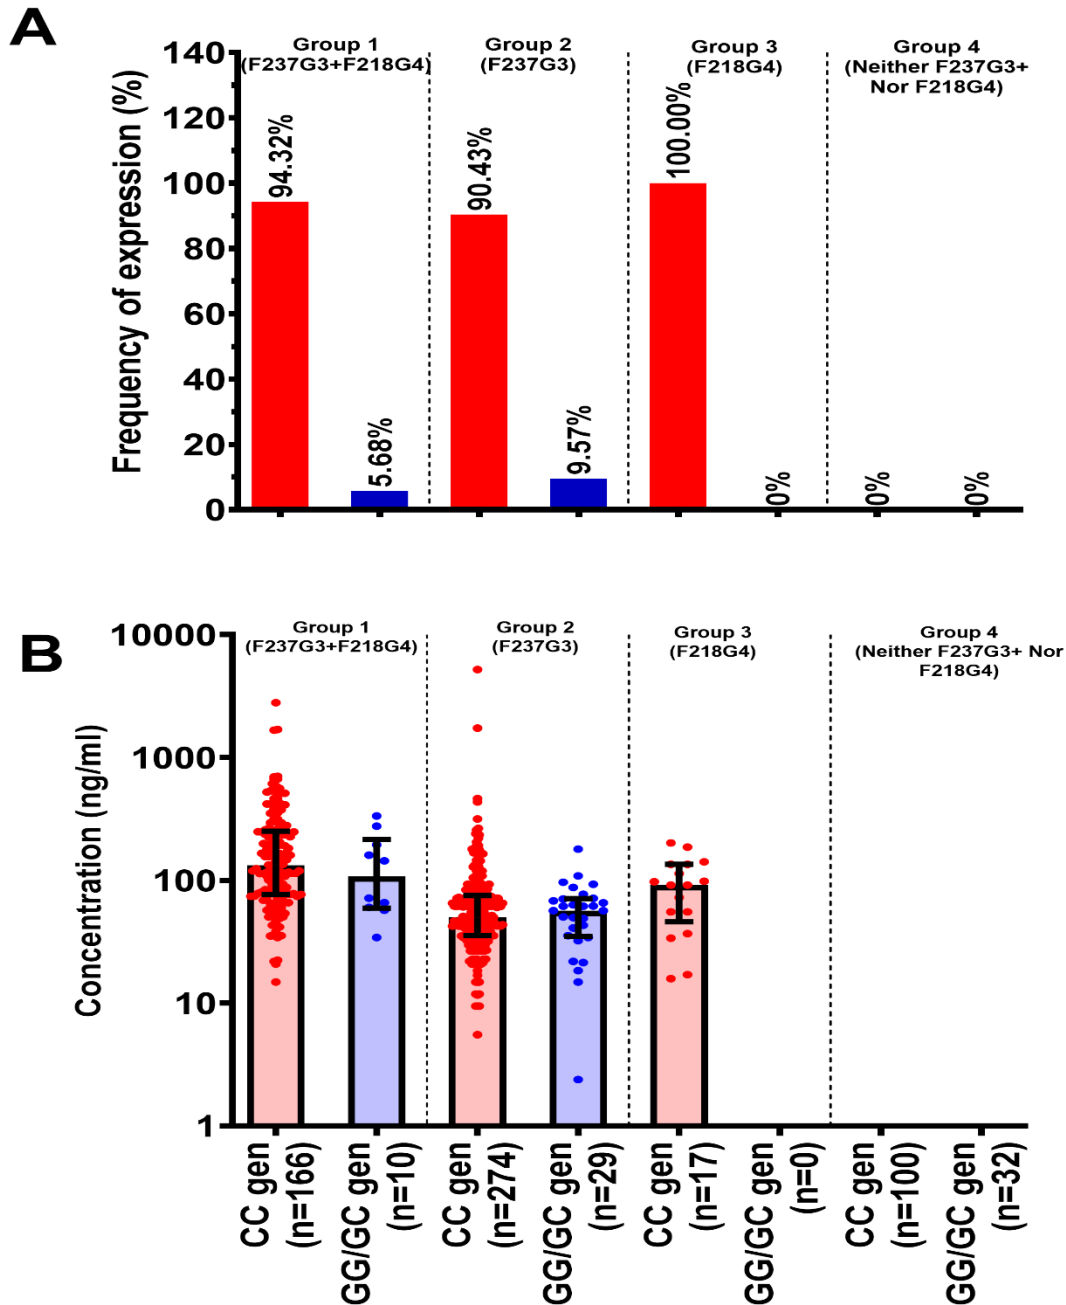 A
Group 1
(F237G3+F218G4)
Group 2
(F237G3)
Group 3
(F218G4)
Group 4
(Neither F237G3+
Nor F218G4)
Frequency of expression (%)
140
120
100
80
60
40
20
0
94.32%
5.68%
90.43%
9.57%
100.00%
0%
0%
0%
B
Group 1
(F237G3+F218G4)
Group 2
(F237G3)
Group 3
(F218G4)
Group 4
(Neither F237G3+ Nor
F218G4)
Concentration (ng/ml)
10000
1000
100
10
1
CC gen
(n=166)
GG/GC gen
(n=10)
CC gen
(n=274)
GG/GC gen
(n=29)
CC gen
(n=17)
GG/GC gen
(n=0)
CC gen
(n=100)
GG/GC gen
(n=32)